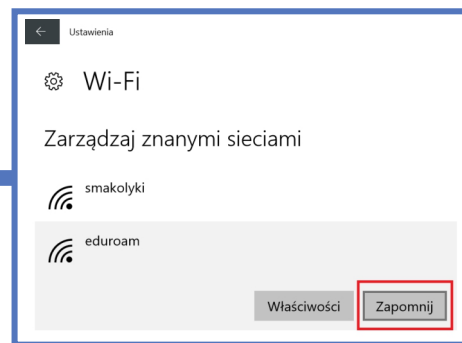 Ustawienia
Wi-Fi
Zarządzaj znanymi sieciami
smakolyki
eduroam
Właściwości Zapomnij